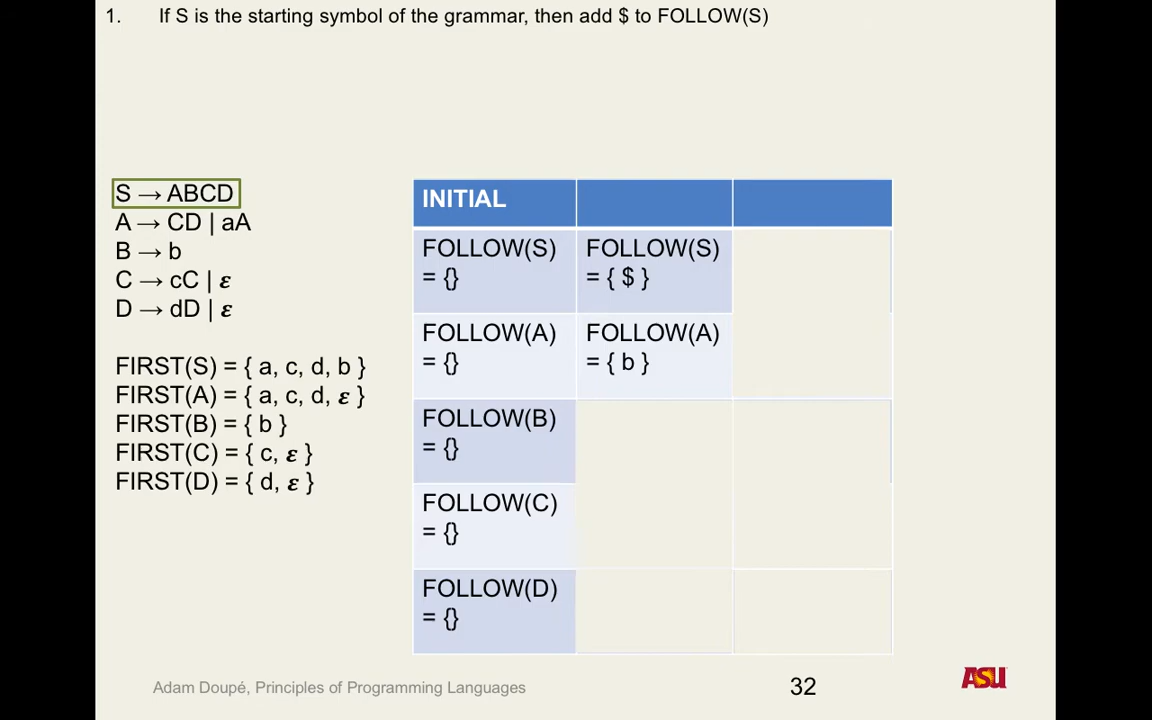 1. If S is the starting symbol of the grammar, then add $ to FOLLOW(S)
S → ABCD
A → CD | aA
B → b
C → cC | ε
D → dD | ε
FIRST(S) = { a, c, d, b }
FIRST(A) = { a, c, d, ε }
FIRST(B) = { b }
FIRST(C) = { c, ε }
FIRST(D) = { d, ε }
INITIAL
FOLLOW(S)
= {}
FOLLOW(S)
= { $ }
FOLLOW(A)
= {}
FOLLOW(A)
= { b }
FOLLOW(B)
= {}
FOLLOW(C)
= {}
FOLLOW(D)
= {}
Adam Doupé, Principles of Programming Languages
32
ASU